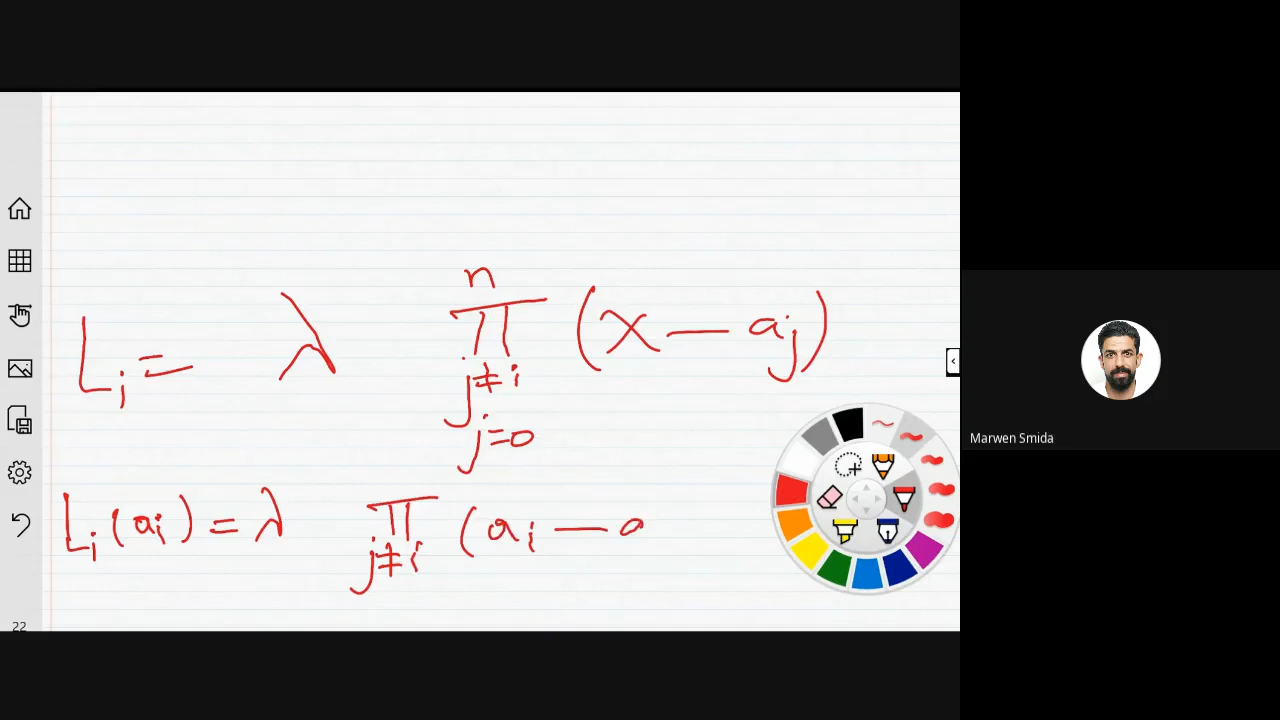 n
Li = λ ∏ (X — aj)
j≠i
j=0
Li(ai) = λ ∏ (ai — a
j≠i
22
Marwen Smida